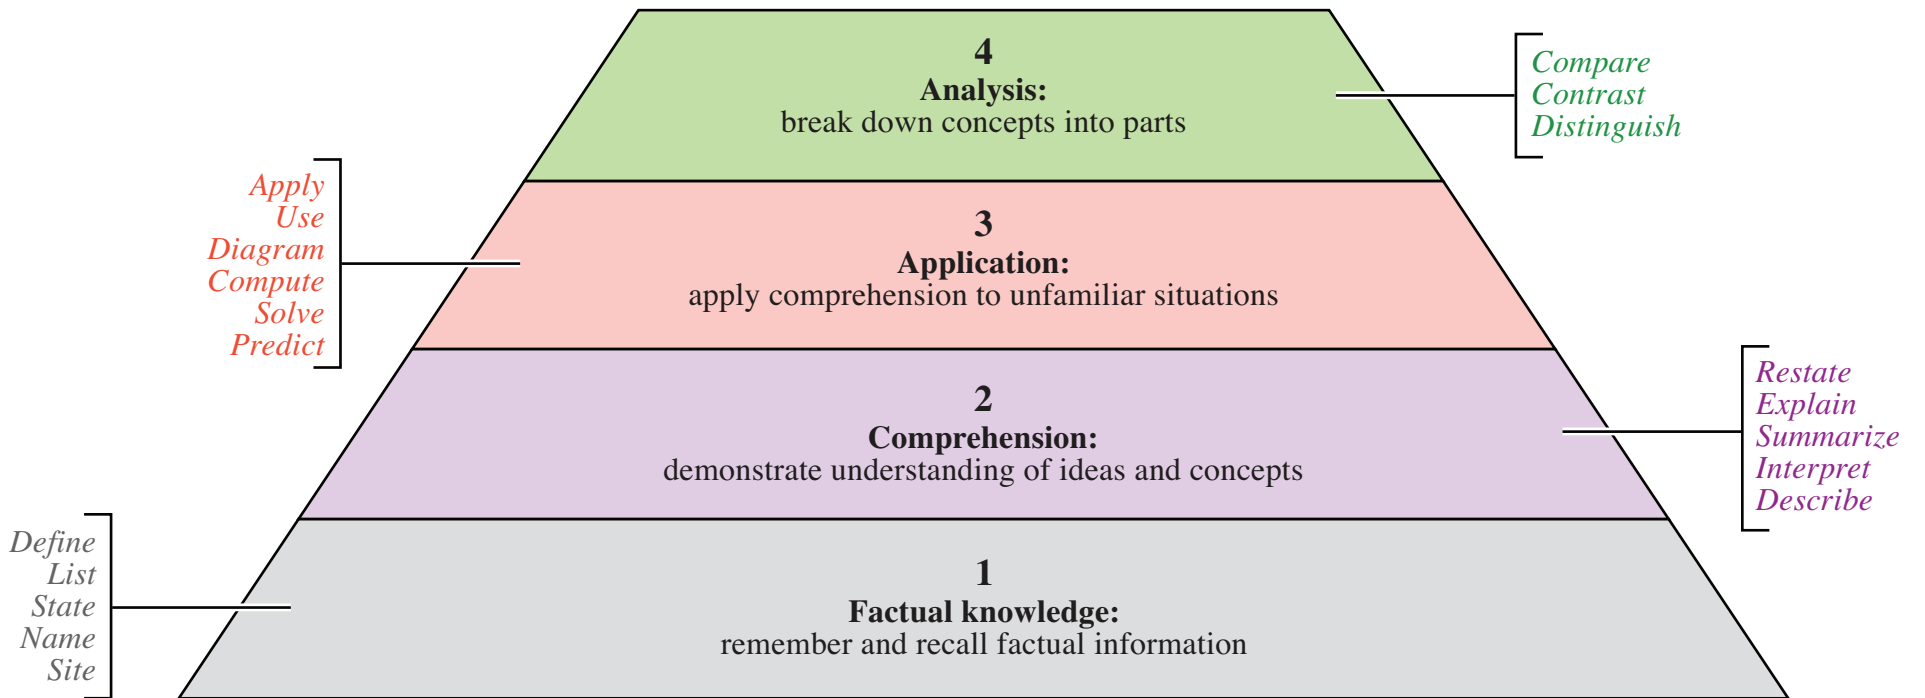 4
Analysis:
break down concepts into parts
Compare
Contrast
Distinguish
Apply
Use
Diagram
Compute
Solve
Predict
3
Application:
apply comprehension to unfamiliar situations
2
Comprehension:
demonstrate understanding of ideas and concepts
Restate
Explain
Summarize
Interpret
Describe
Define
List
State
Name
Site
1
Factual knowledge:
remember and recall factual information